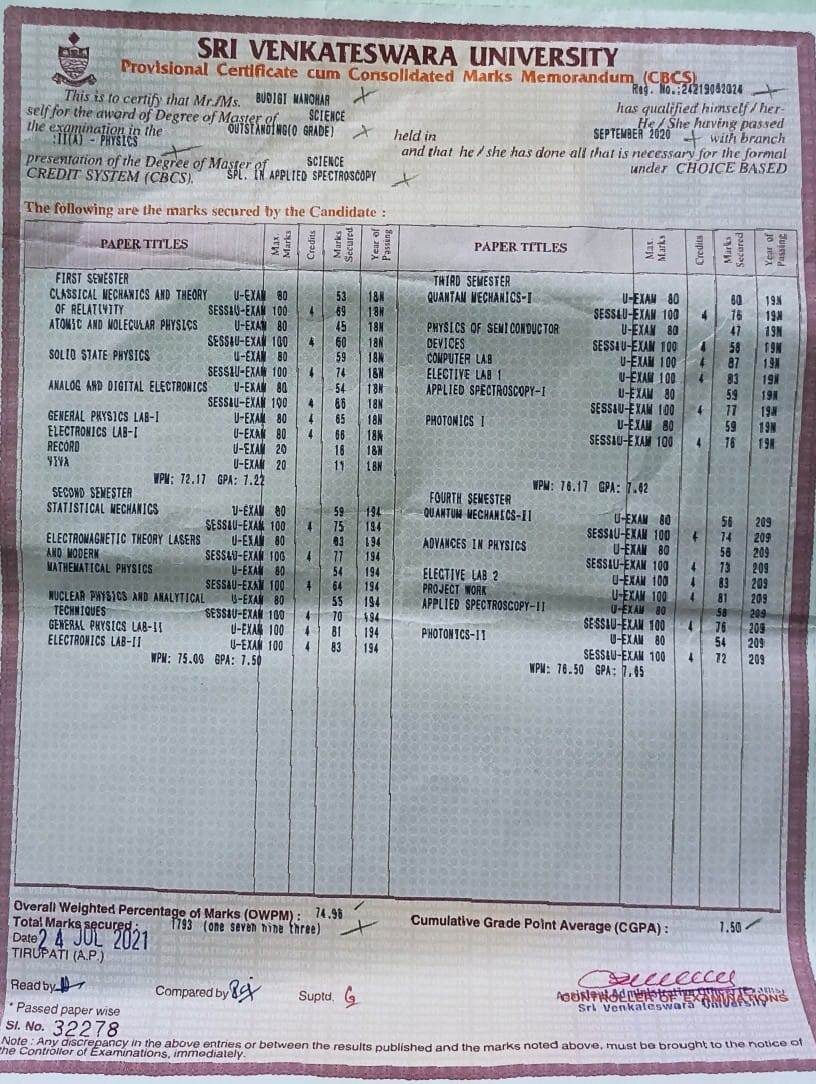 SRI VENKATESWARA UNIVERSITY
Provisional Certificate cum Consolidated Marks Memorandum (CBCS)
Reg. No.:24219062024
This is to certify that Mr./Ms. BUDIGI MANOHAR has qualified himself / her-
self for the award of Degree of Master of SCIENCE He / She having passed
the examination in the OUTSTANDING(O GRADE) held in SEPTEMBER 2020 with branch
:II(A) - PHYSICS and that he / she has done all that is necessary for the formal
presentation of the Degree of Master of SCIENCE under CHOICE BASED
CREDIT SYSTEM (CBCS). SPL. IN APPLIED SPECTROSCOPY
The following are the marks secured by the Candidate :
PAPER TITLES Max. Marks Credits Marks Secured Year of Passing
FIRST SEMESTER
CLASSICAL MECHANICS AND THEORY U-EXAM 80 53 18N
OF RELATIVITY SESS&U-EXAM 100 4 69 18N
ATOMIC AND MOLECULAR PHYSICS U-EXAM 80 45 18N
SESS&U-EXAM 100 4 60 18N
SOLID STATE PHYSICS U-EXAM 80 59 18N
SESS&U-EXAM 100 4 74 18N
ANALOG AND DIGITAL ELECTRONICS U-EXAM 80 54 18N
SESS&U-EXAM 100 4 66 18N
GENERAL PHYSICS LAB-I U-EXAM 80 4 65 18N
ELECTRONICS LAB-I U-EXAM 80 4 66 18N
RECORD U-EXAM 20 16 18N
VIVA U-EXAM 20 18N
WPM: 72.17 GPA: 7.22
SECOND SEMESTER
STATISTICAL MECHANICS U-EXAM 80 59 194
SESS&U-EXAM 100 4 75 194
ELECTROMAGNETIC THEORY LASERS U-EXAM 80 194
AND MODERN SESS&U-EXAM 100 4 77 194
MATHEMATICAL PHYSICS U-EXAM 80 54 194
SESS&U-EXAM 100 4 64 194
NUCLEAR PHYSICS AND ANALYTICAL U-EXAM 80 55 194
TECHNIQUES SESS&U-EXAM 100 4 70 194
GENERAL PHYSICS LAB-II U-EXAM 100 4 81 194
ELECTRONICS LAB-II U-EXAM 100 4 83 194
WPM: 75.00 GPA: 7.50
PAPER TITLES Max. Marks Credits Marks Secured Year of Passing
THIRD SEMESTER
QUANTAM MECHANICS-I U-EXAM 80 60 19N
SESS&U-EXAM 100 4 76 19N
PHYSICS OF SEMICONDUCTOR U-EXAM 80 47 19N
DEVICES SESS&U-EXAM 100 4 58 19N
COMPUTER LAB U-EXAM 100 4 87 19N
ELECTIVE LAB 1 U-EXAM 100 4 83 19N
APPLIED SPECTROSCOPY-I U-EXAM 80 59 19N
SESS&U-EXAM 100 4 77 19N
PHOTONICS I U-EXAM 80 59 19N
SESS&U-EXAM 100 4 76 19N
WPM: 76.17 GPA: 7.62
FOURTH SEMESTER
QUANTUM MECHANICS-II U-EXAM 80 56 209
SESS&U-EXAM 100 4 74 209
ADVANCES IN PHYSICS U-EXAM 80 56 209
SESS&U-EXAM 100 4 73 209
ELECTIVE LAB 2 U-EXAM 100 4 83 209
PROJECT WORK U-EXAM 100 4 81 209
APPLIED SPECTROSCOPY-II U-EXAM 80 58 209
SESS&U-EXAM 100 4 76 209
PHOTONICS-II U-EXAM 80 54 209
SESS&U-EXAM 100 4 72 209
WPM: 76.50 GPA: 7.65
Overall Weighted Percentage of Marks (OWPM) : 74.96
Total Marks secured : 1793 (one seven nine three)
Cumulative Grade Point Average (CGPA) : 7.50
Date 24 JUL 2021
TIRUPATI (A.P.)
Read by
Compared by
Suptd.
CONTROLLER OF EXAMINATIONS
Sri Venkateswara University
* Passed paper wise
Sl. No. 32278
Note : Any discrepancy in the above entries or between the results published and the marks noted above, must be brought to the notice of
the Controller of Examinations, immediately.